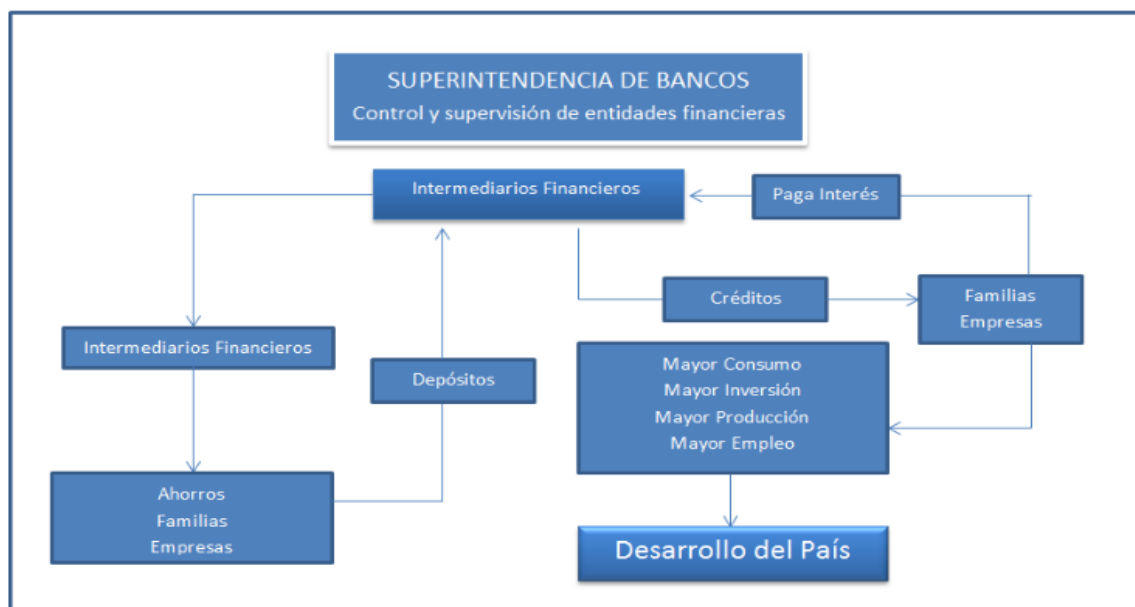 SUPERINTENDENCIA DE BANCOS
Control y supervisión de entidades financieras
Intermediarios Financieros
Paga Interés
Créditos
Familias
Empresas
Intermediarios Financieros
Depósitos
Mayor Consumo
Mayor Inversión
Mayor Producción
Mayor Empleo
Ahorros
Familias
Empresas
Desarrollo del País